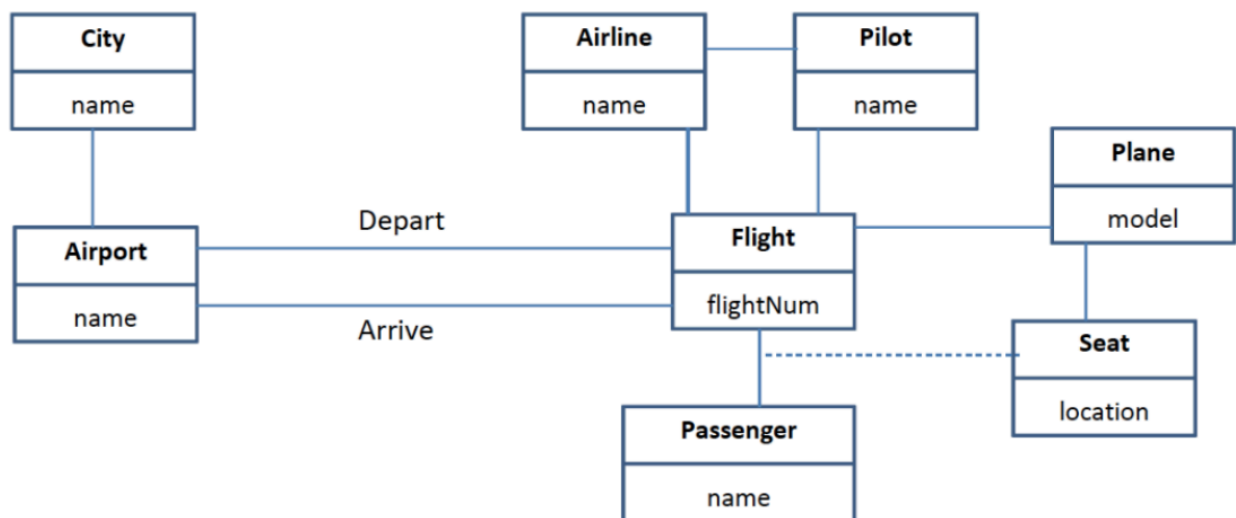 City
name
Airline
name
Pilot
name
Plane
model
Airport
name
Depart
Arrive
Flight
flightNum
Seat
location
Passenger
name